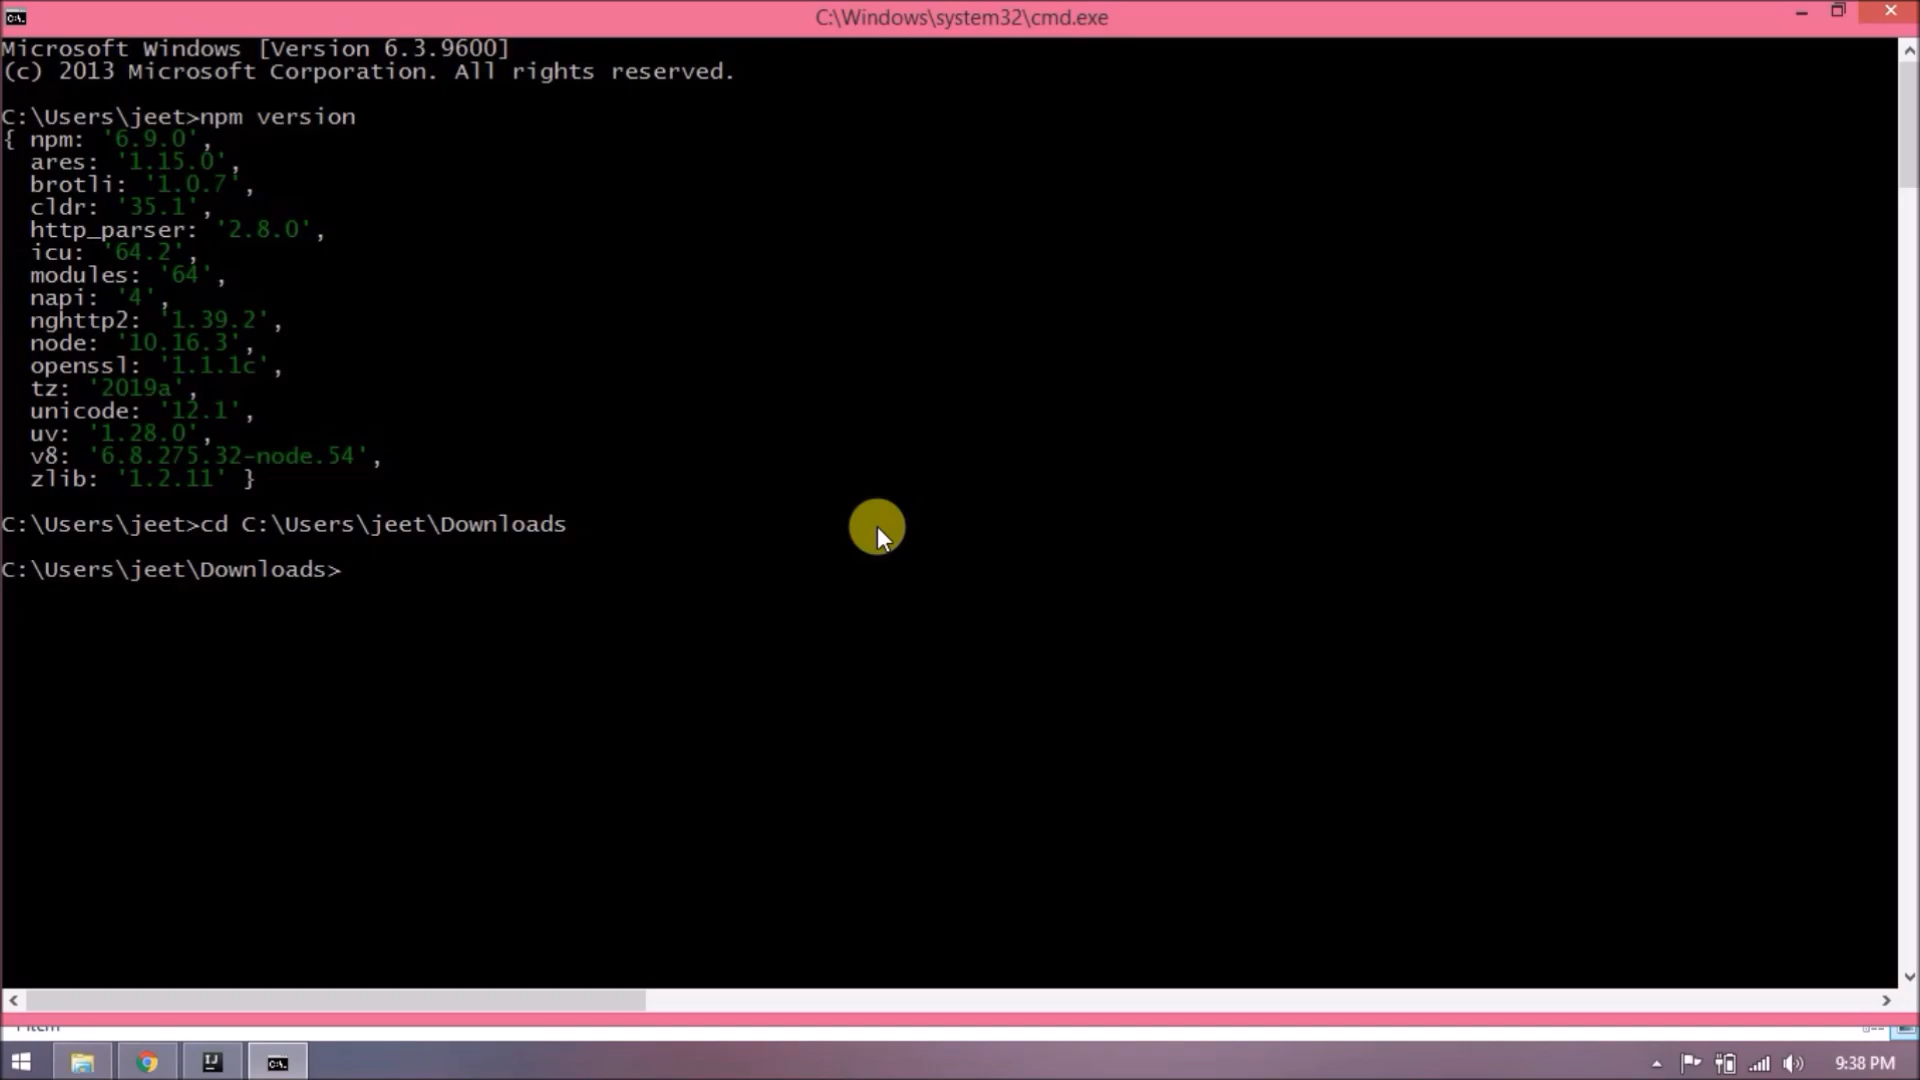 C:\Windows\system32\cmd.exe
Microsoft Windows [Version 6.3.9600]
(c) 2013 Microsoft Corporation. All rights reserved.
C:\Users\jeet>npm version
{ npm: '6.9.0',
ares: '1.15.0',
brotli: '1.0.7',
cldr: '35.1',
http_parser: '2.8.0',
icu: '64.2',
modules: '64',
napi: '4',
nghttp2: '1.39.2',
node: '10.16.3',
openssl: '1.1.1c',
tz: '2019a',
unicode: '12.1',
uv: '1.28.0',
v8: '6.8.275.32-node.54',
zlib: '1.2.11' }
C:\Users\jeet>cd C:\Users\jeet\Downloads
C:\Users\jeet\Downloads>
9:38 PM